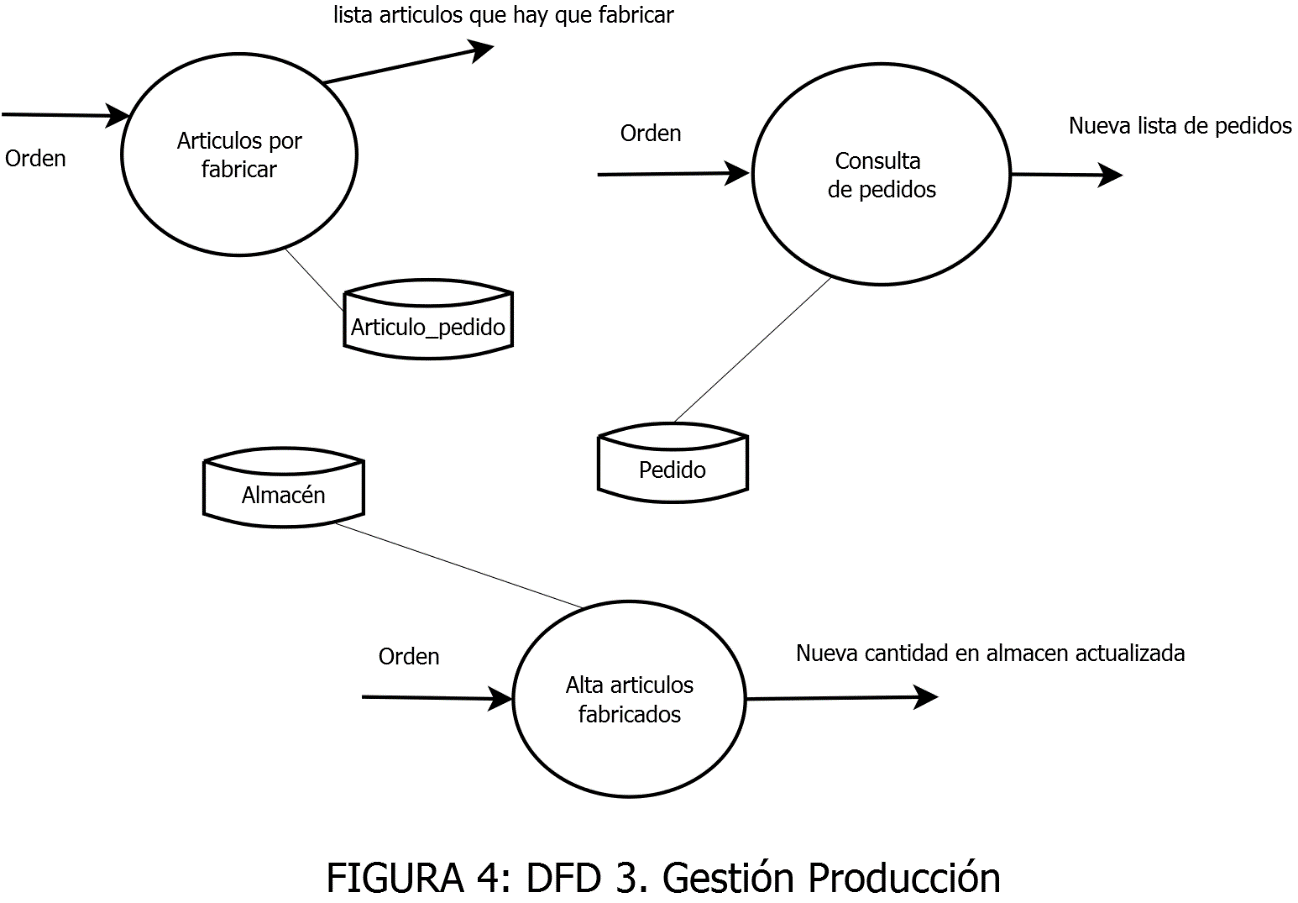 lista articulos que hay que fabricar
Orden
Articulos por
fabricar
Orden
Consulta
de pedidos
Nueva lista de pedidos
Articulo_pedido
Pedido
Almacén
Orden
Alta articulos
fabricados
Nueva cantidad en almacen actualizada
FIGURA 4: DFD 3. Gestión Producción